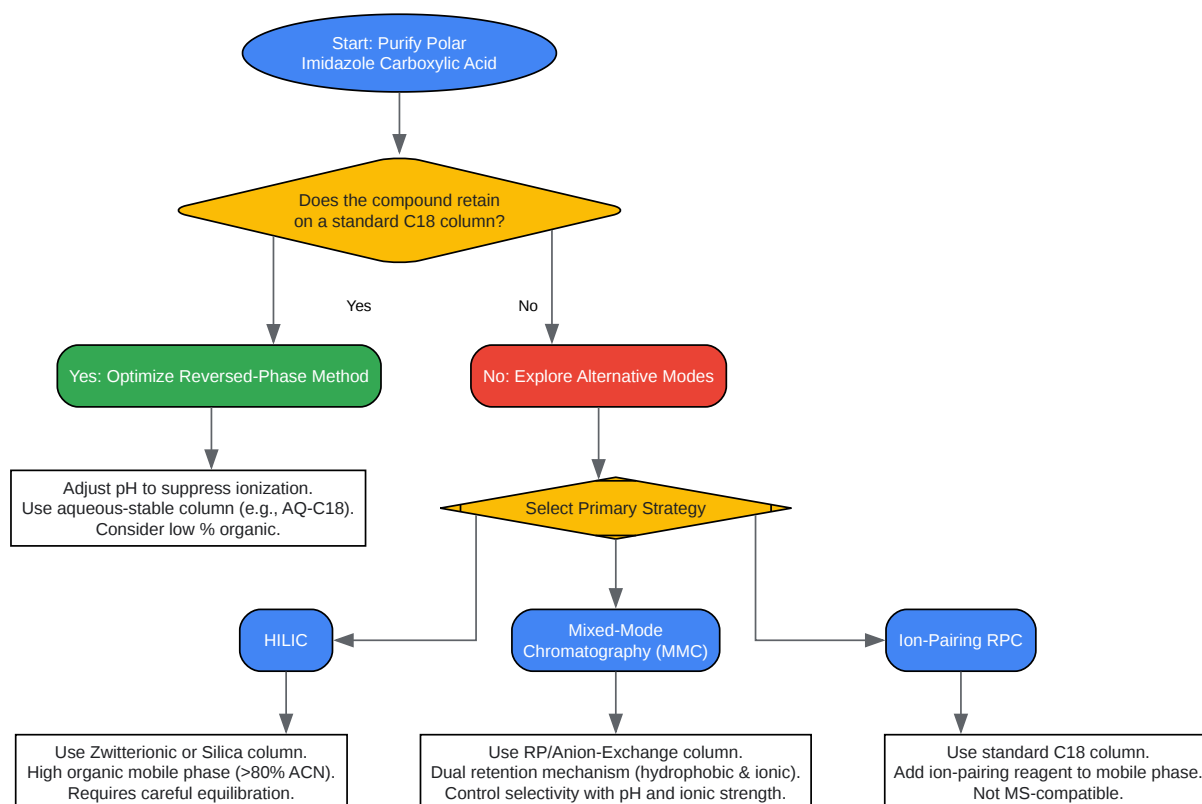 Start: Purify Polar
Imidazole Carboxylic Acid
Does the compound retain
on a standard C18 column?
Yes
No
Yes: Optimize Reversed-Phase Method
No: Explore Alternative Modes
Adjust pH to suppress ionization.
Use aqueous-stable column (e.g., AQ-C18).
Consider low % organic.
Select Primary Strategy
HILIC
Mixed-Mode
Chromatography (MMC)
Ion-Pairing RPC
Use Zwitterionic or Silica column.
High organic mobile phase (>80% ACN).
Requires careful equilibration.
Use RP/Anion-Exchange column.
Dual retention mechanism (hydrophobic & ionic).
Control selectivity with pH and ionic strength.
Use standard C18 column.
Add ion-pairing reagent to mobile phase.
Not MS-compatible.